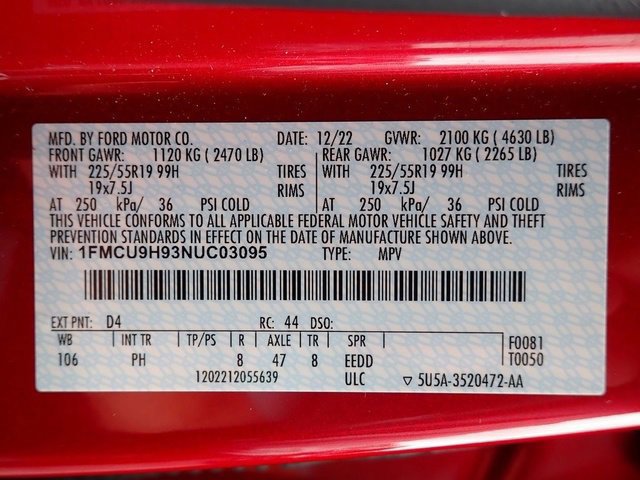 MFD. BY FORD MOTOR CO. DATE: 12/22 GVWR: 2100 KG ( 4630 LB)
FRONT GAWR: 1120 KG ( 2470 LB) REAR GAWR: 1027 KG ( 2265 LB)
WITH 225/55R19 99H TIRES WITH 225/55R19 99H TIRES
19x7.5J RIMS 19x7.5J RIMS
AT 250 kPa/ 36 PSI COLD AT 250 kPa/ 36 PSI COLD
THIS VEHICLE CONFORMS TO ALL APPLICABLE FEDERAL MOTOR VEHICLE SAFETY AND THEFT
PREVENTION STANDARDS IN EFFECT ON THE DATE OF MANUFACTURE SHOWN ABOVE.
VIN: 1FMCU9H93NUC03095 TYPE: MPV
EXT PNT: D4 RC: 44 DSO:
WB INT TR TP/PS R AXLE TR SPR F0081
106 PH 8 47 8 EEDD T0050
1202212055639 ULC ▽ 5U5A-3520472-AA